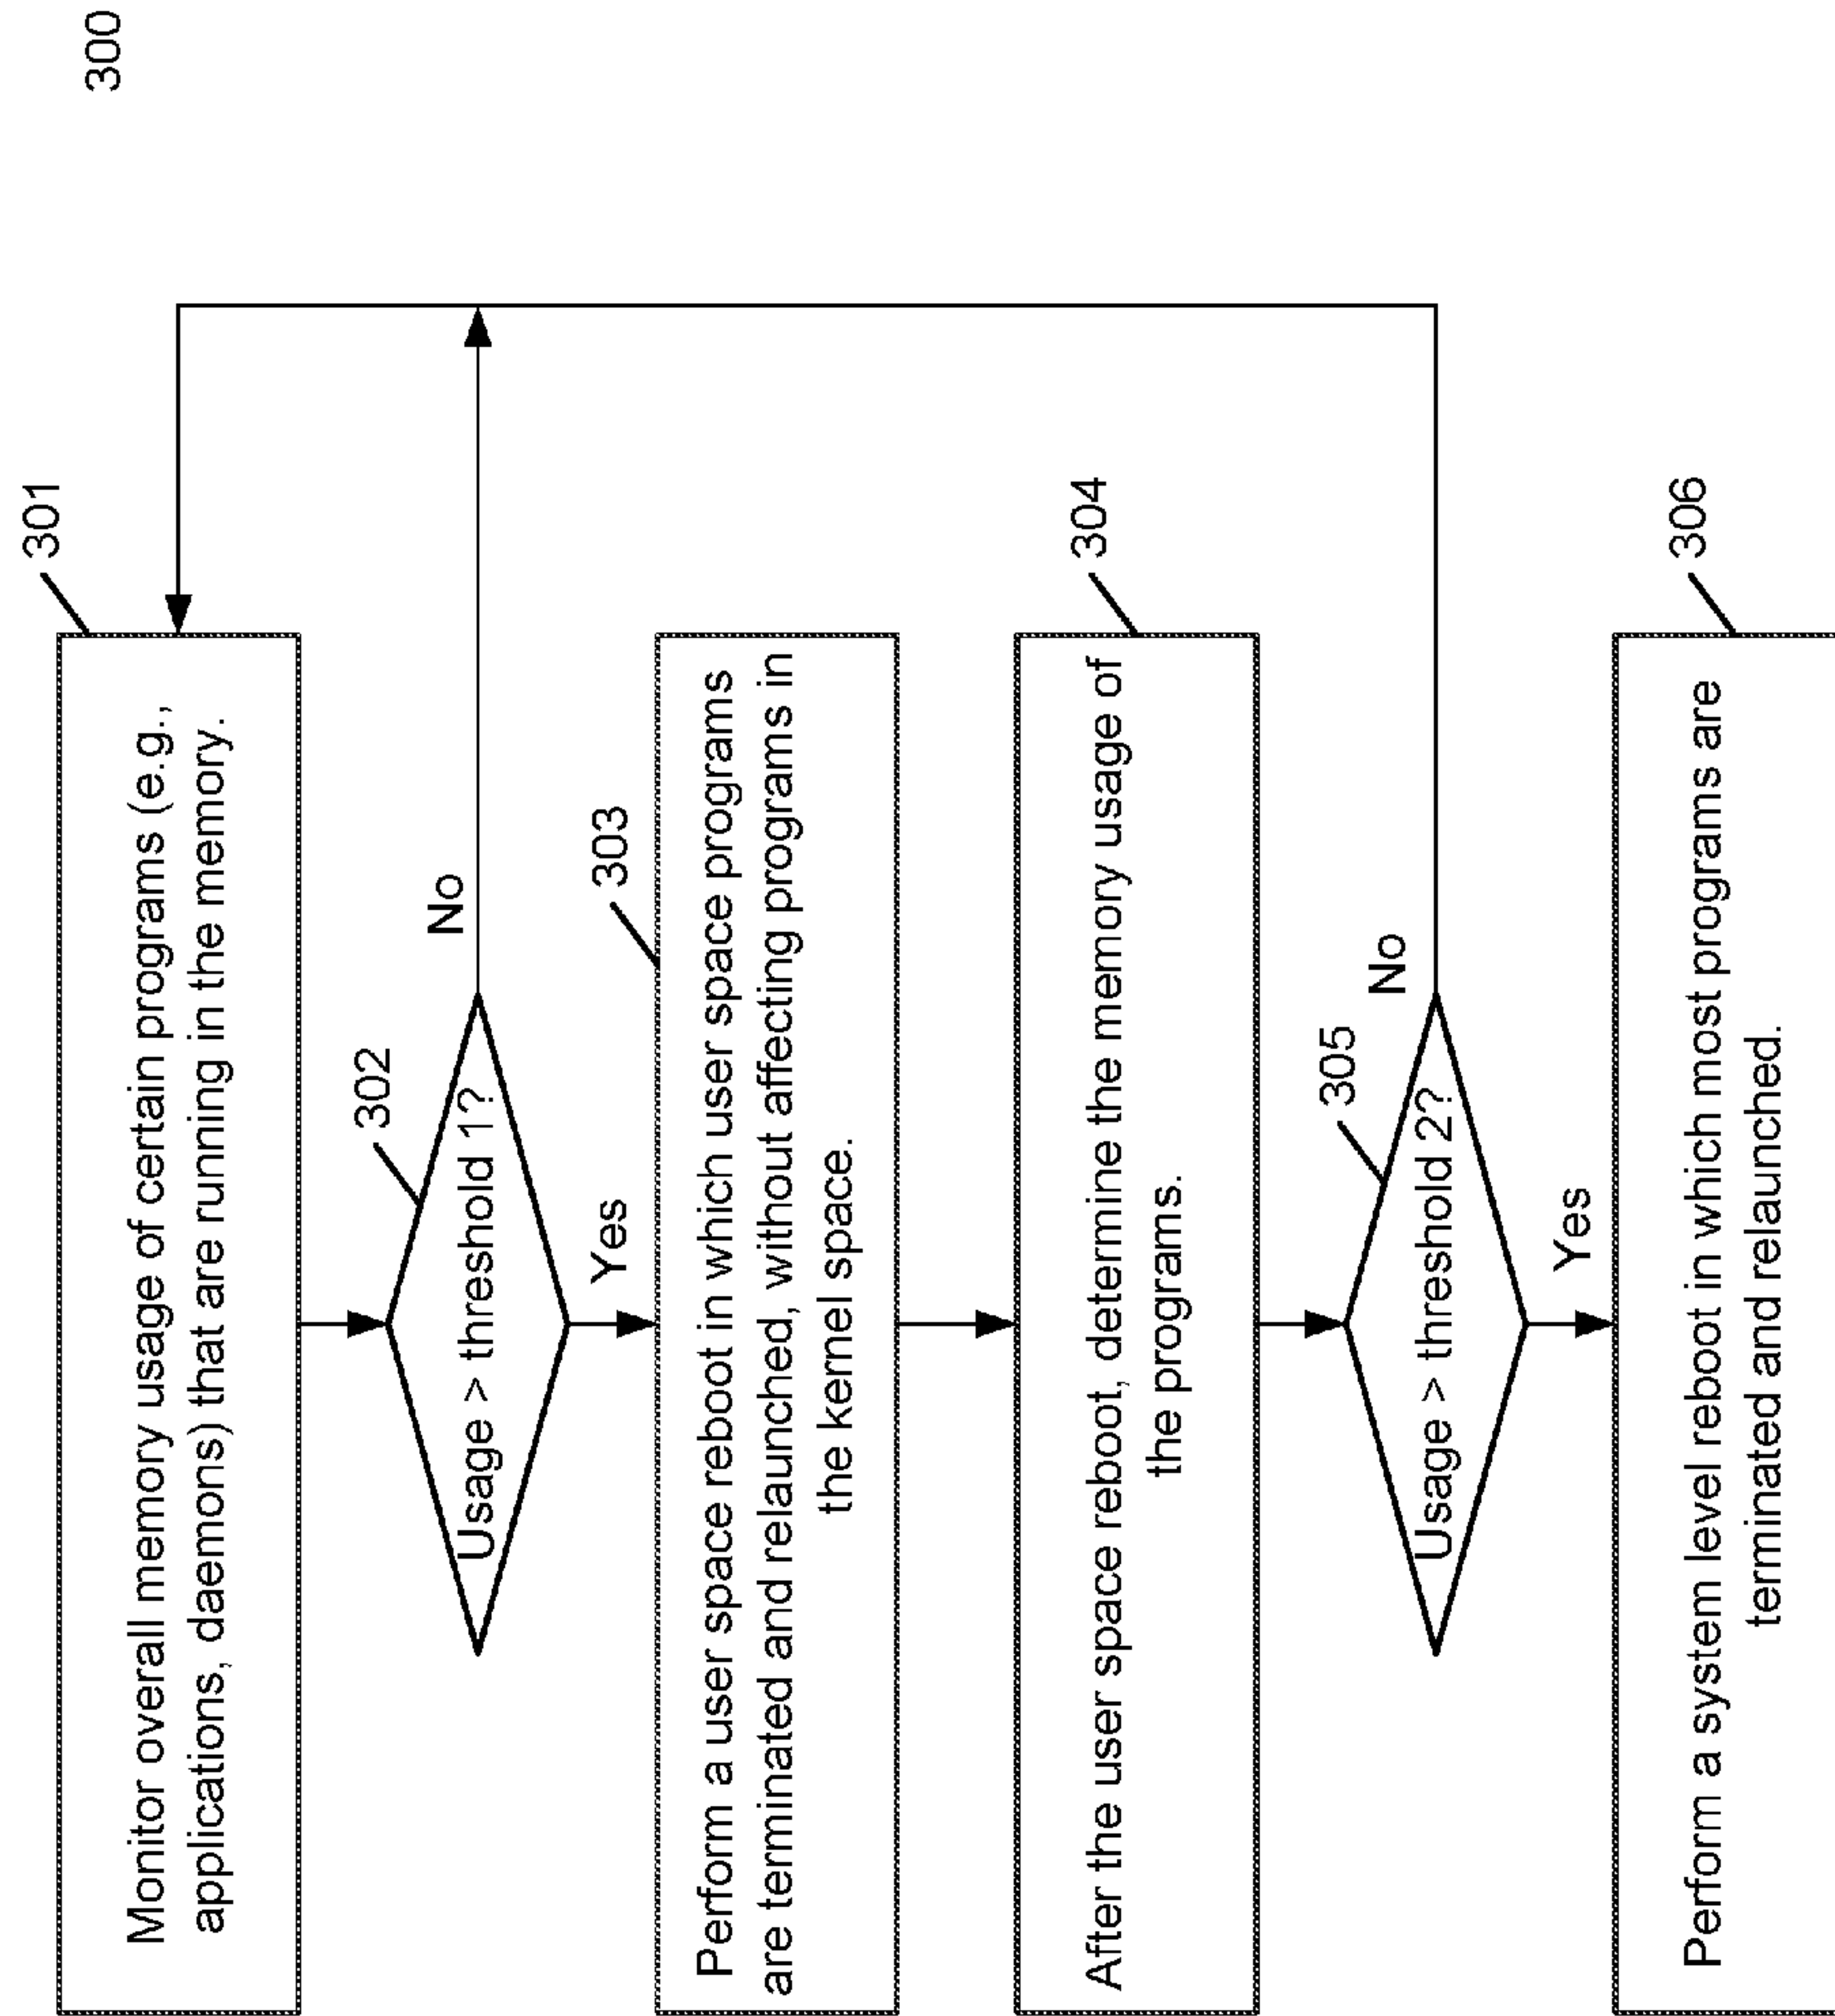 300
301
Monitor overall memory usage of certain programs (e.g.,
applications, daemons) that are running in the memory.
302
Usage > threshold 1?
No
Yes
303
Perform a user space reboot in which user space programs
are terminated and relaunched, without affecting programs in
the kernel space.
304
After the user space reboot, determine the memory usage of
the programs.
305
Usage > threshold 2?
No
Yes
306
Perform a system level reboot in which most programs are
terminated and relaunched.